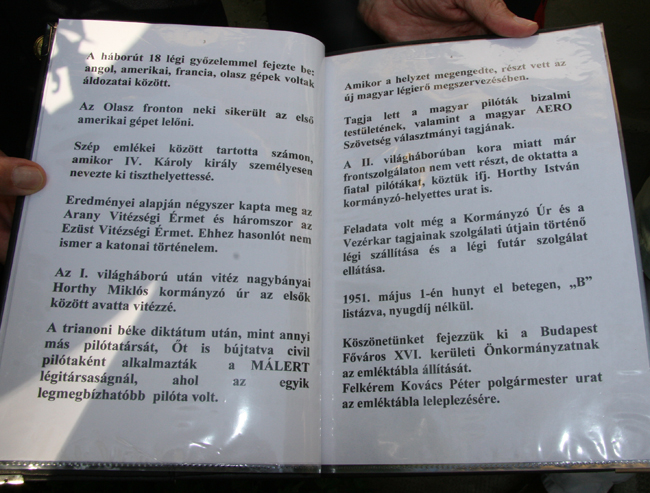 A háborút 18 légi győzelemmel fejezte be:
angol, amerikai, francia, olasz gépek voltak
áldozatai között.
Az Olasz fronton neki sikerült az első
amerikai gépet lelőni.
Szép emlékei között tartotta számon,
amikor IV. Károly király személyesen
nevezte ki tiszthelyettessé.
Eredményei alapján négyszer kapta meg az
Arany Vitézségi Érmet és háromszor az
Ezüst Vitézségi Érmet. Ehhez hasonlót nem
ismer a katonai történelem.
Az I. világháború után vitéz nagybányai
Horthy Miklós kormányzó úr az elsők
között avatta vitézzé.
A trianoni béke diktátum után, mint annyi
más pilótatársát, Őt is bújtatva civil
pilótaként alkalmazták a MÁLERT
légitársaságnál, ahol az egyik
legmegbízhatóbb pilóta volt.
Amikor a helyzet megengedte, részt vett az
új magyar légierő megszervezésében.
Tagja lett a magyar pilóták bizalmi
testületének, valamint a magyar AERO
Szövetség választmányi tagjának.
A II. világháborúban kora miatt már
frontszolgálaton nem vett részt, de oktatta a
fiatal pilótákat, köztük ifj. Horthy István
kormányzó-helyettes urat is.
Feladata volt még a Kormányzó Úr és a
Vezérkar tagjainak szolgálati útjain történő
légi szállítása és a légi futár szolgálat
ellátása.
1951. május 1-én hunyt el betegen, „B”
listázva, nyugdíj nélkül.
Köszönetünket fejezzük ki a Budapest
Főváros XVI. kerületi Önkormányzatnak
az emléktábla állítását.
Felkérem Kovács Péter polgármester urat
az emléktábla leleplezésére.